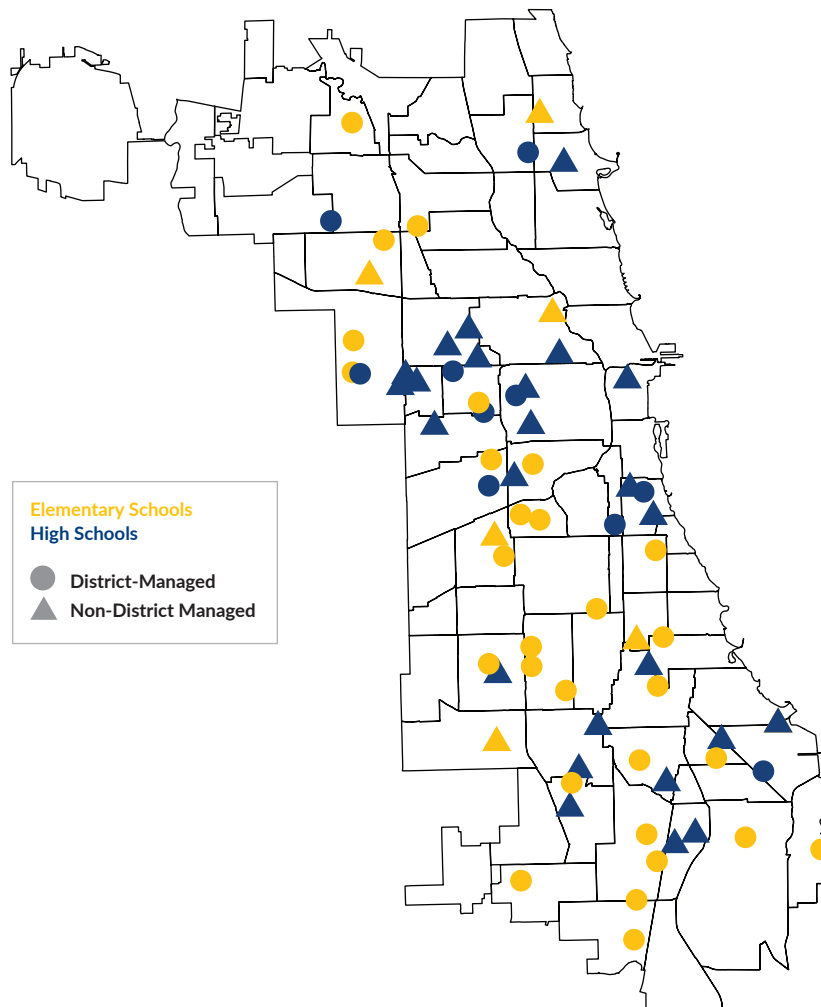 Elementary Schools
High Schools
District-Managed
Non-District Managed